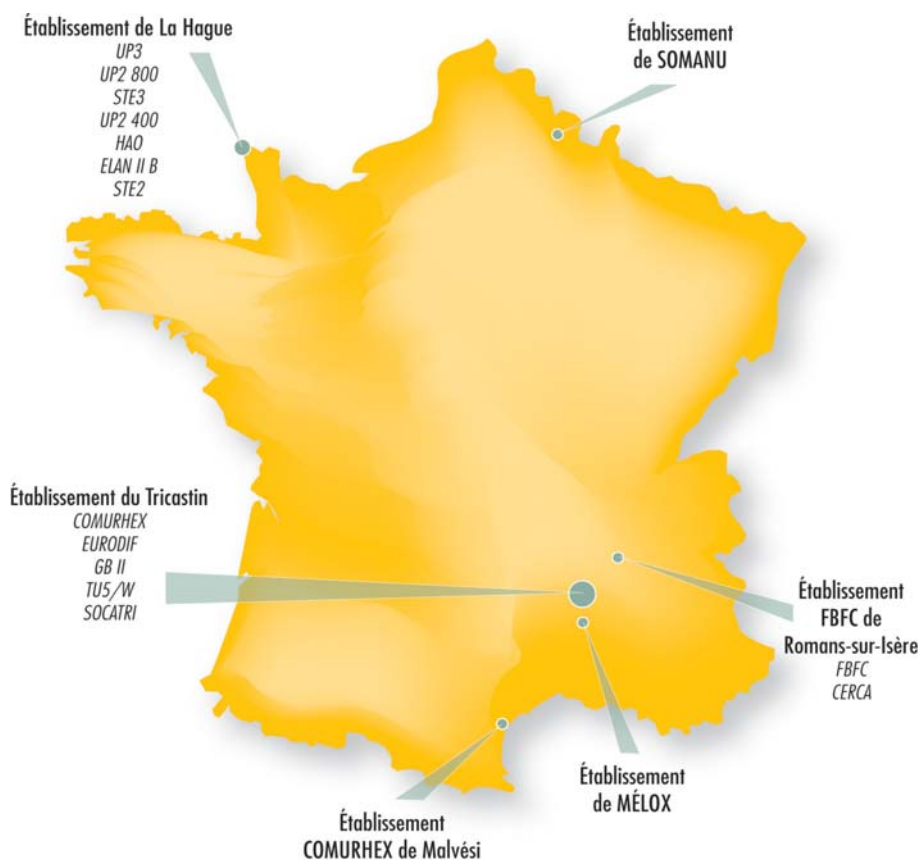 Établissement de La Hague
UP3
UP2 800
STE3
UP2 400
HAO
ELAN II B
STE2
Établissement
de SOMANU
Établissement du Tricastin
COMURHEX
EURODIF
GB II
TU5/W
SOCATRI
Établissement
FBFC de
Romans-sur-Isère
FBFC
CERCA
Établissement
de MÉLOX
Établissement
COMURHEX de Malvési